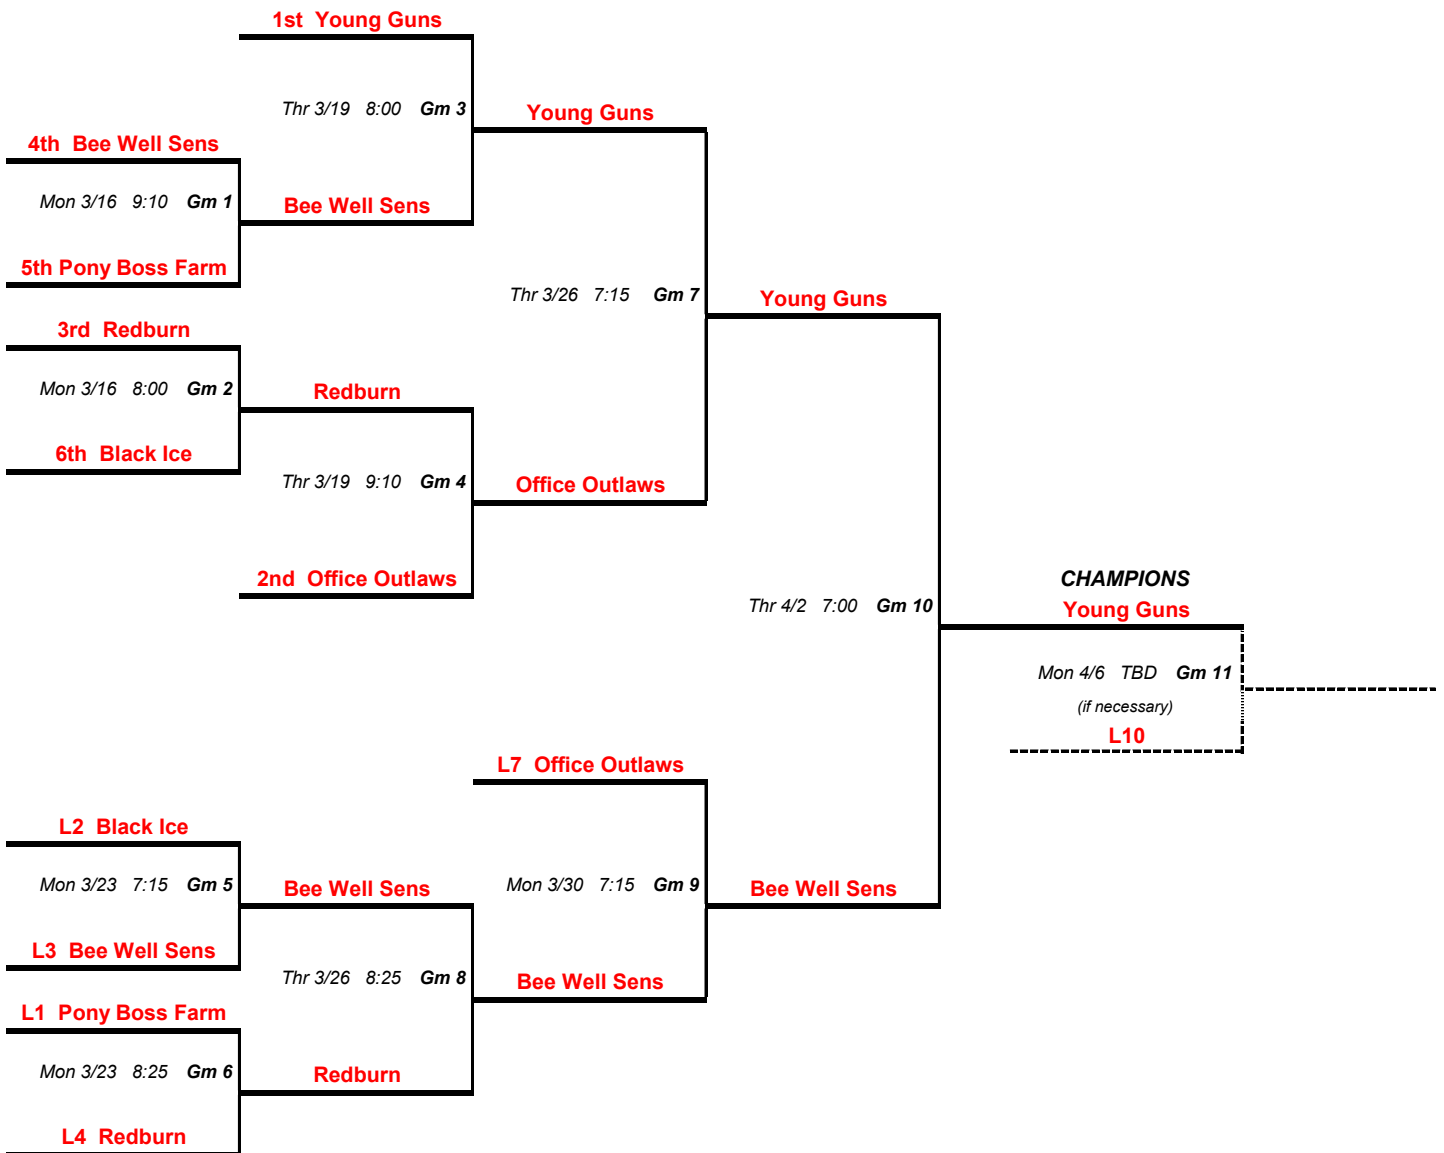 1st  Young Guns
Thr 3/19   8:00   Gm 3
Young Guns
4th  Bee Well Sens
Mon 3/16   9:10   Gm 1
Bee Well Sens
5th Pony Boss Farm
Thr 3/26   7:15   Gm 7
Young Guns
3rd  Redburn
Mon 3/16   8:00   Gm 2
Redburn
6th  Black Ice
Thr 3/19   9:10   Gm 4
Office Outlaws
2nd  Office Outlaws
CHAMPIONS
Thr 4/2   7:00   Gm 10
Young Guns
Mon 4/6   TBD   Gm 11
(if necessary)
L10
L7  Office Outlaws
L2  Black Ice
Mon 3/23   7:15   Gm 5
Bee Well Sens
Mon 3/30   7:15   Gm 9
Bee Well Sens
L3  Bee Well Sens
Thr 3/26   8:25   Gm 8
Bee Well Sens
L1  Pony Boss Farm
Mon 3/23   8:25   Gm 6
Redburn
L4  Redburn